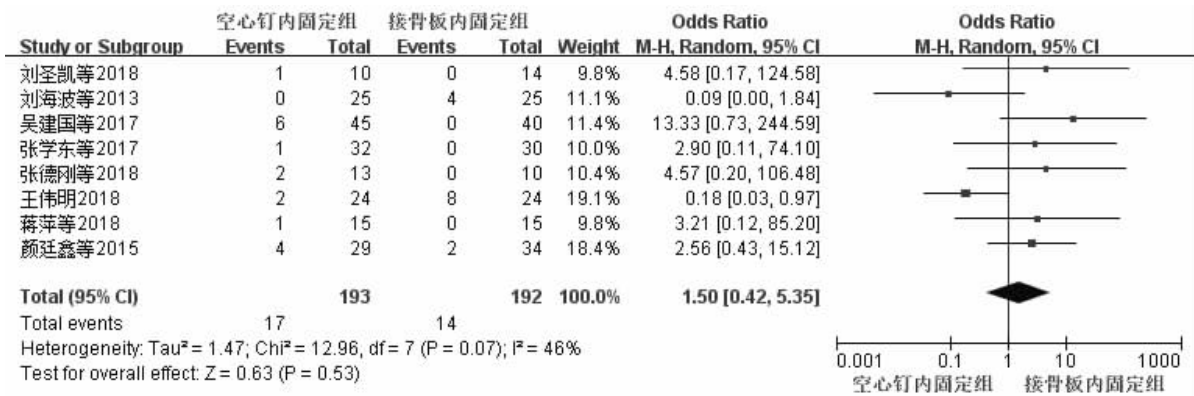 空心钉内固定组 接骨板内固定组 Odds Ratio Odds Ratio
Study or Subgroup Events Total Events Total Weight M-H, Random, 95% CI M-H, Random, 95% CI
刘圣凯等2018 1 10 0 14 9.8% 4.58 [0.17, 124.58]
刘海波等2013 0 25 4 25 11.1% 0.09 [0.00, 1.84]
吴建国等2017 6 45 0 40 11.4% 13.33 [0.73, 244.59]
张学东等2017 1 32 0 30 10.0% 2.90 [0.11, 74.10]
张德刚等2018 2 13 0 10 10.4% 4.57 [0.20, 106.48]
王伟明2018 2 24 8 24 19.1% 0.18 [0.03, 0.97]
蒋萍等2018 1 15 0 15 9.8% 3.21 [0.12, 85.20]
颜廷鑫等2015 4 29 2 34 18.4% 2.56 [0.43, 15.12]
Total (95% CI) 193 192 100.0% 1.50 [0.42, 5.35]
Total events 17 14
Heterogeneity: Tau² = 1.47; Chi² = 12.96, df = 7 (P = 0.07); I² = 46%
Test for overall effect: Z = 0.63 (P = 0.53)
0.001 0.1 1 10 1000
空心钉内固定组 接骨板内固定组